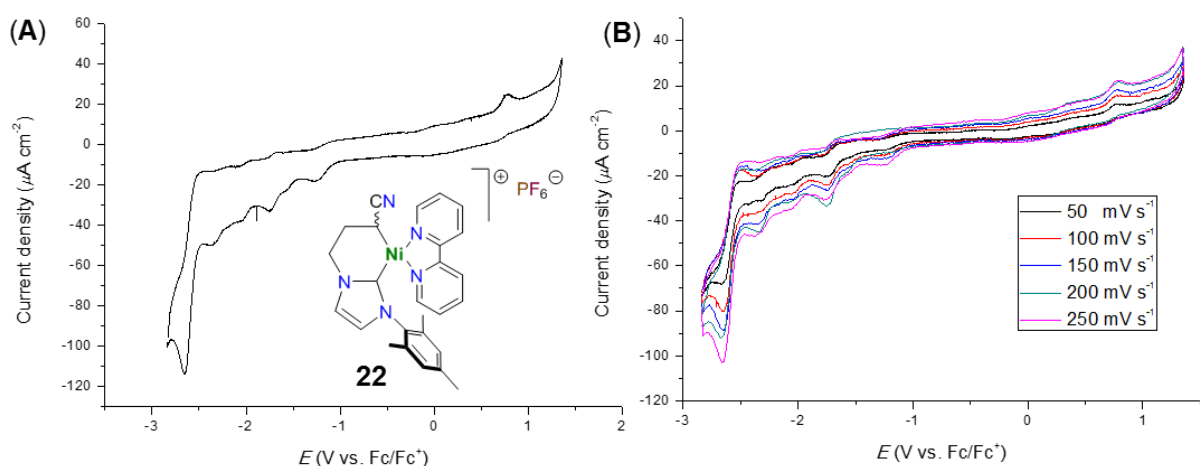 (A)
60
40
20
0
-20
-40
-60
-80
-100
-120
Current density (μA cm⁻²)
-3
-2
-1
0
1
2
E (V vs. Fc/Fc⁺)
⊕ PF₆ ⊖
CN
N
Ni
N
N
N
22
(B)
60
40
20
0
-20
-40
-60
-80
-100
-120
Current density (μA cm⁻²)
-3
-2
-1
0
1
E (V vs. Fc/Fc⁺)
50 mV s⁻¹
100 mV s⁻¹
150 mV s⁻¹
200 mV s⁻¹
250 mV s⁻¹